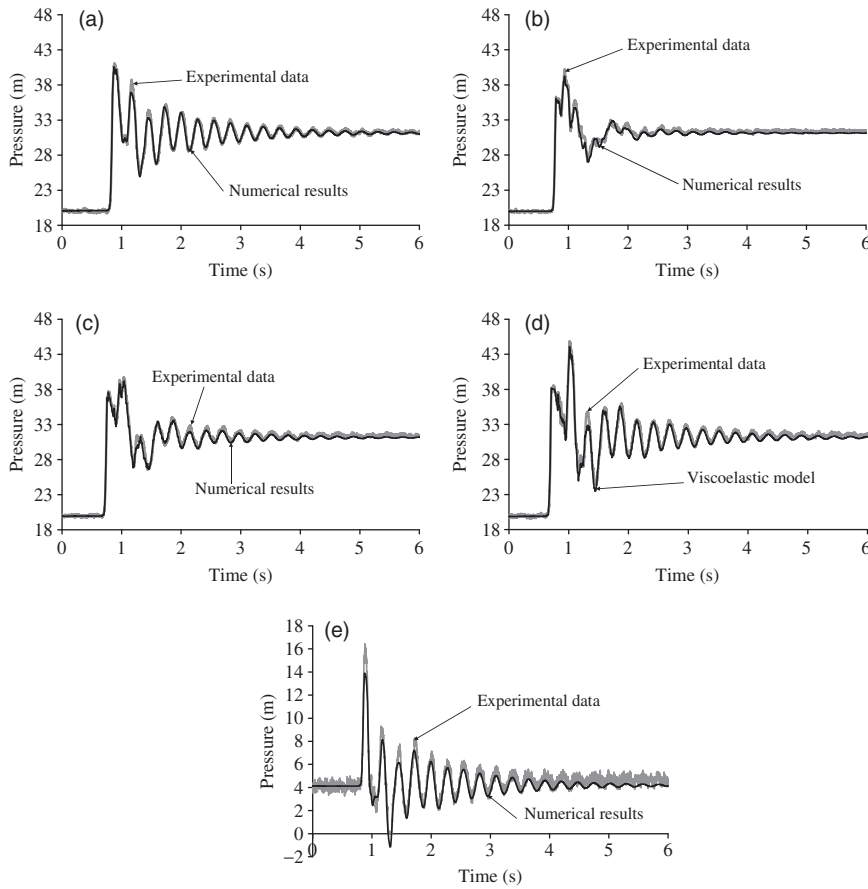 (a)
48
43
38
33
28
23
18
Pressure (m)
Experimental data
Numerical results
0 1 2 3 4 5 6
Time (s)
(b)
48
43
38
33
28
23
18
Pressure (m)
Experimental data
Numerical results
0 1 2 3 4 5 6
Time (s)
(c)
48
43
38
33
28
23
18
Pressure (m)
Experimental data
Numerical results
0 1 2 3 4 5 6
Time (s)
(d)
48
43
38
33
28
23
18
Pressure (m)
Experimental data
Viscoelastic model
0 1 2 3 4 5 6
Time (s)
(e)
18
16
14
12
10
8
6
4
2
0
−2
Pressure (m)
Experimental data
Numerical results
0 1 2 3 4 5 6
Time (s)